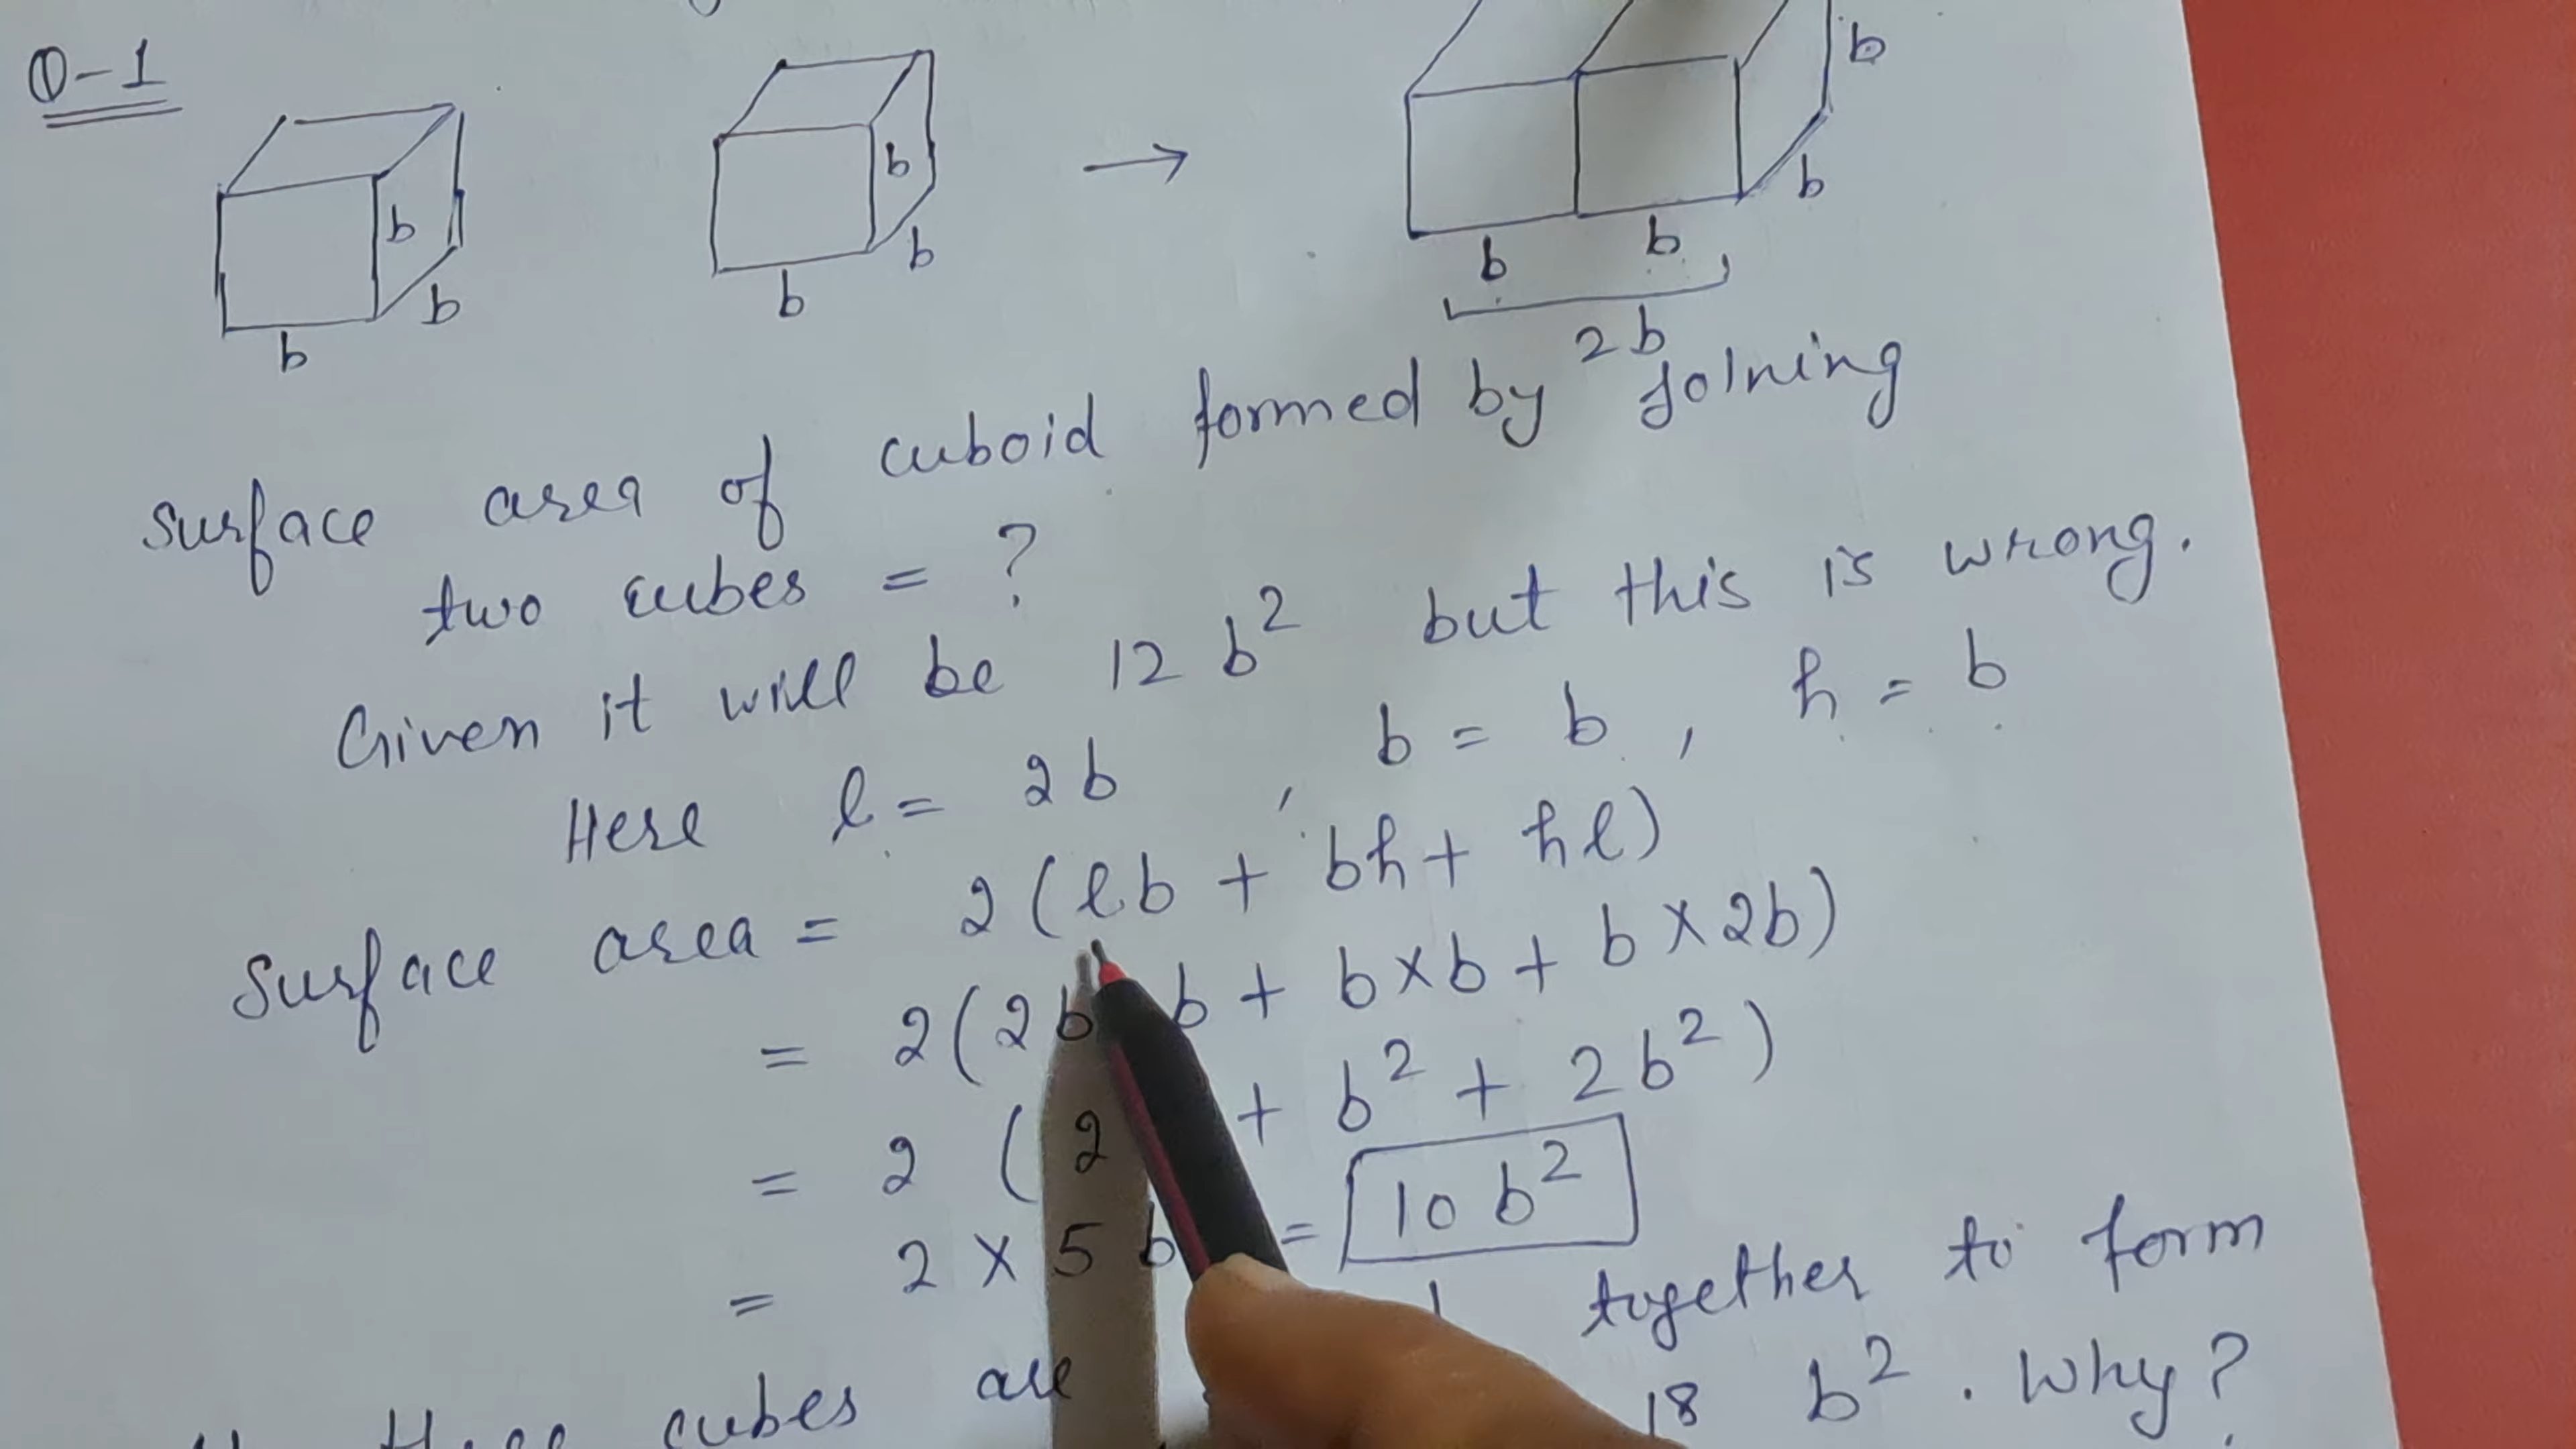 Q-1
b b b
b b b
b b b b
2b
Surface area of cuboid formed by joining
two cubes = ?
Given it will be 12 b² but this is wrong.
Here l = 2b , b = b , h = b
Surface area = 2(lb + bh + hl)
= 2(2b b + b×b + b×2b)
= 2 (2 + b² + 2b²)
= 2 × 5 b = 10 b²
cubes are together to form
18 b². Why?